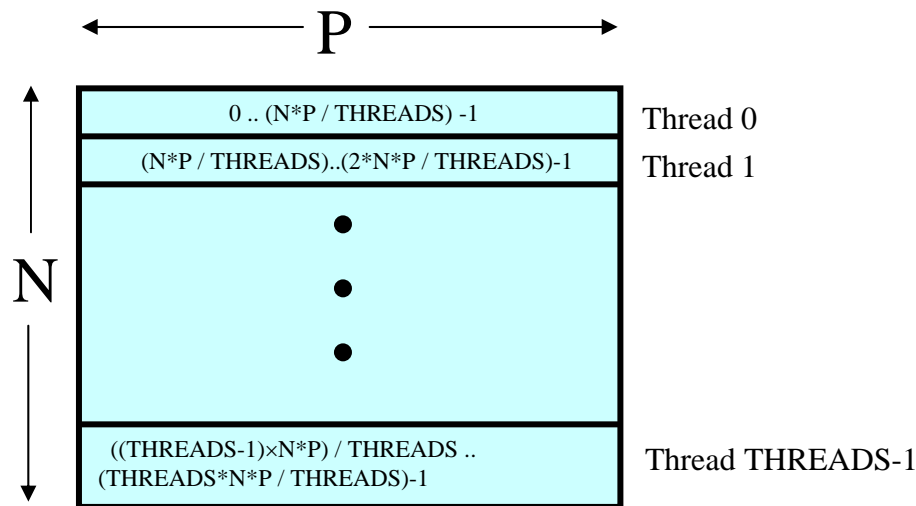 P
0 .. (N*P / THREADS) -1
Thread 0
(N*P / THREADS)..(2*N*P / THREADS)-1
Thread 1
N
((THREADS-1)×N*P) / THREADS ..
(THREADS*N*P / THREADS)-1
Thread THREADS-1